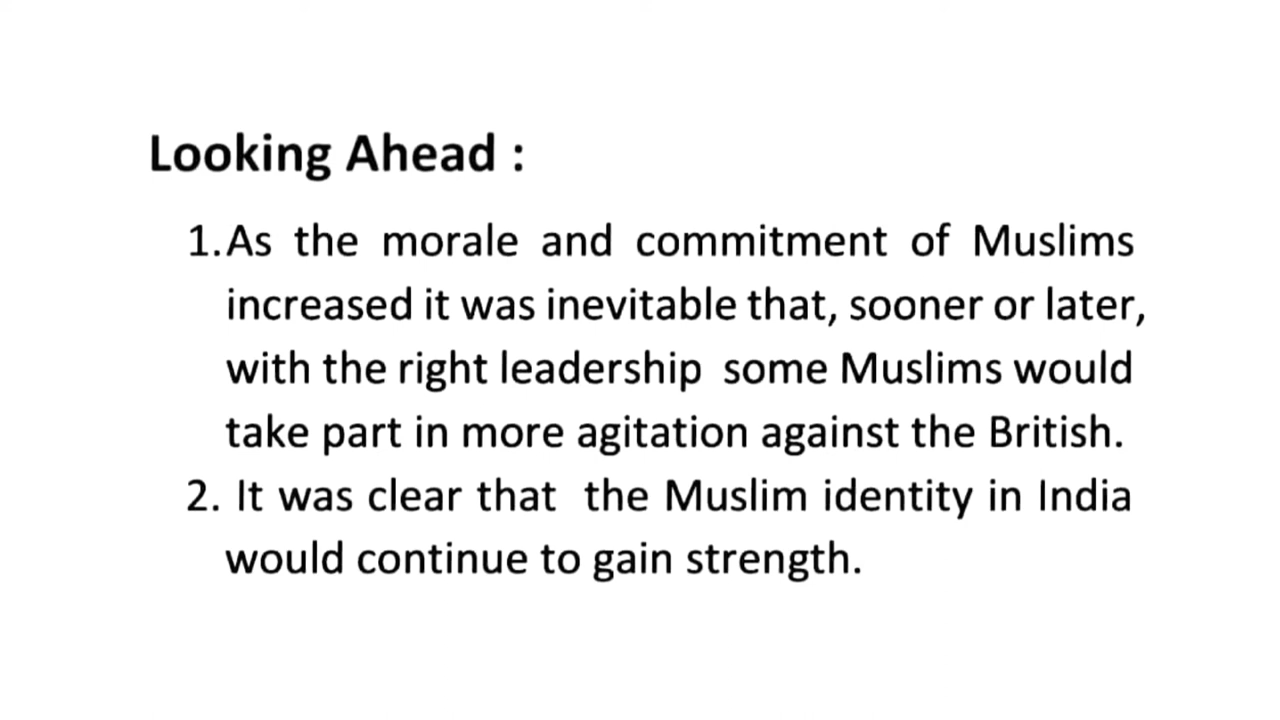 Looking Ahead :
1. As the morale and commitment of Muslims
increased it was inevitable that, sooner or later,
with the right leadership some Muslims would
take part in more agitation against the British.
2. It was clear that the Muslim identity in India
would continue to gain strength.